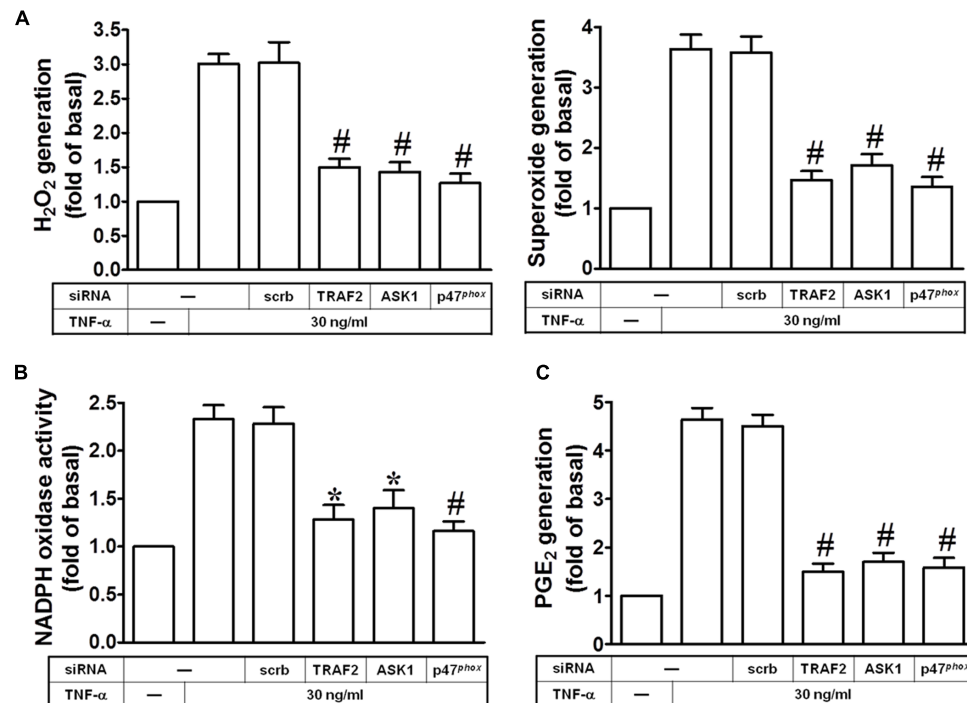 A
H₂O₂ generation
(fold of basal)
3.5
3.0
2.5
2.0
1.5
1.0
0.5
0.0
# # #
siRNA — scrb TRAF2 ASK1 p47phox
TNF-α — 30 ng/ml
Superoxide generation
(fold of basal)
4
3
2
1
0
# # #
siRNA — scrb TRAF2 ASK1 p47phox
TNF-α — 30 ng/ml
B
NADPH oxidase activity
(fold of basal)
2.5
2.0
1.5
1.0
0.5
0.0
* * #
siRNA — scrb TRAF2 ASK1 p47phox
TNF-α — 30 ng/ml
C
PGE₂ generation
(fold of basal)
5
4
3
2
1
0
# # #
siRNA — scrb TRAF2 ASK1 p47phox
TNF-α — 30 ng/ml